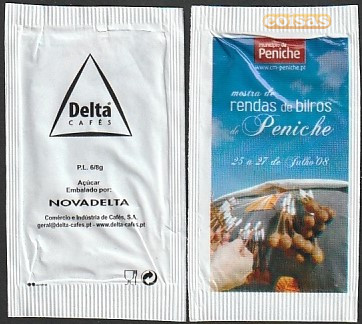 Delta
CAFÉS
P.L. 6/8g
Açúcar
Embalado por:
NOVADELTA
Comércio e Indústria de Cafés, S.A.
geral@delta-cafes.pt - www.delta-cafes.pt
coisas
município de
Peniche
www.cm-peniche.pt
mostra de
rendas de bilros
de Peniche
25 a 27 de Julho'08